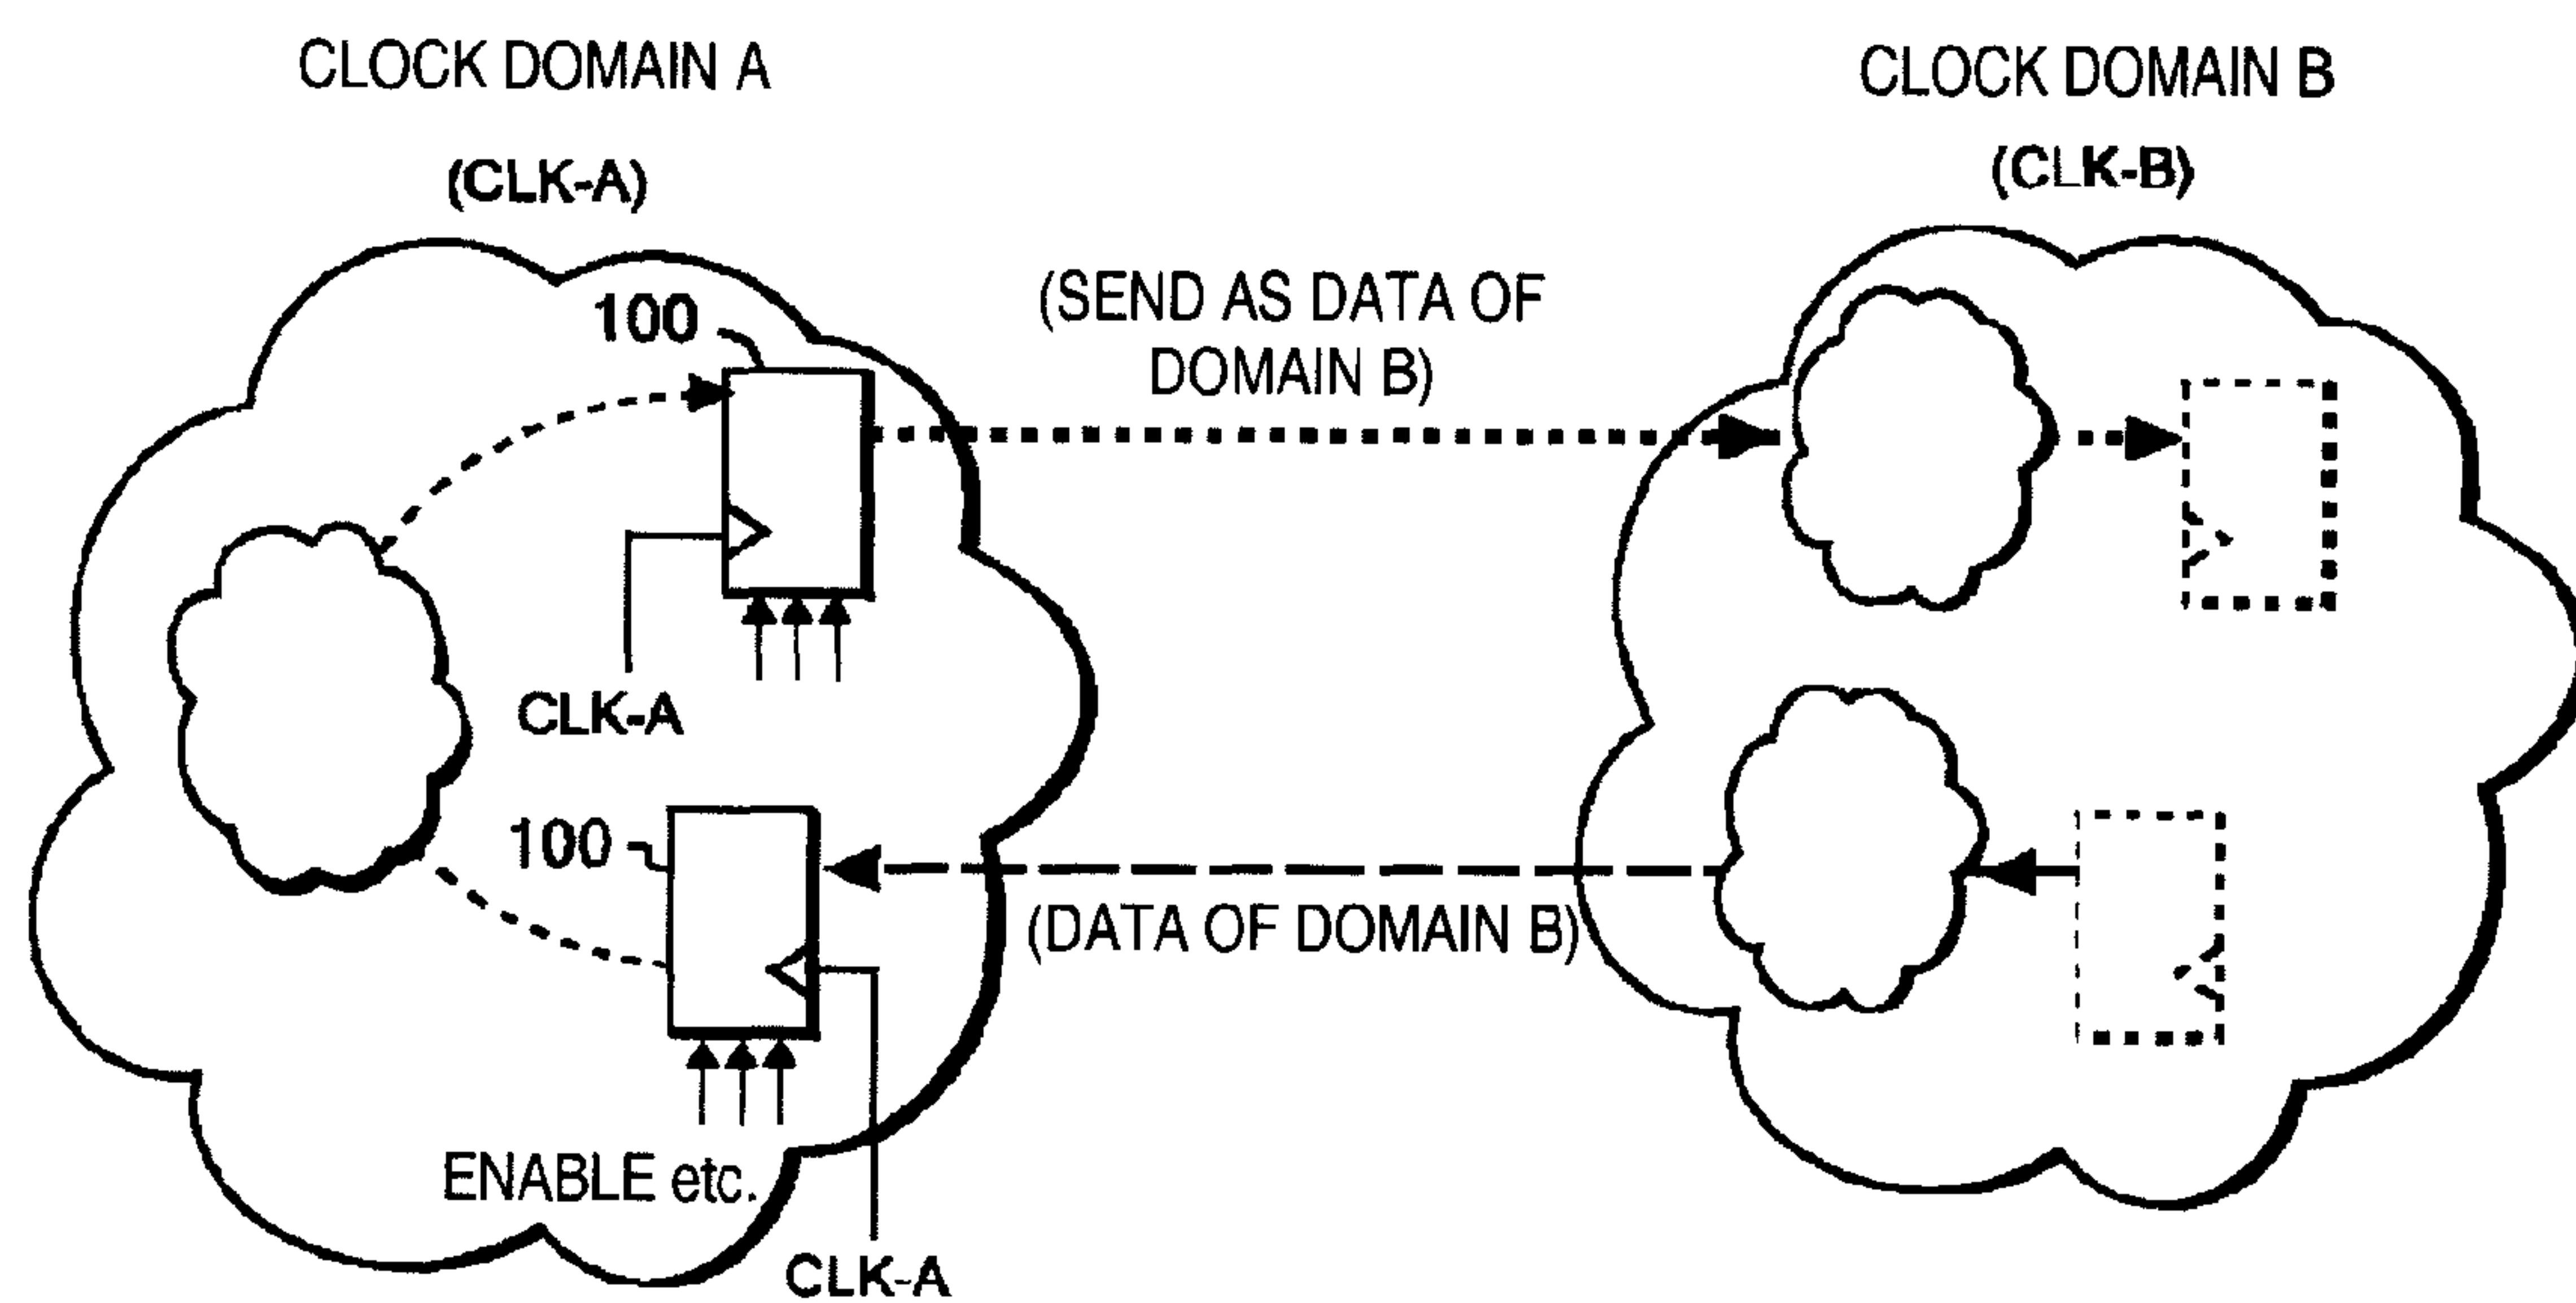 CLOCK DOMAIN A
(CLK-A)
CLOCK DOMAIN B
(CLK-B)
100
(SEND AS DATA OF
DOMAIN B)
CLK-A
100
(DATA OF DOMAIN B)
ENABLE etc.
CLK-A